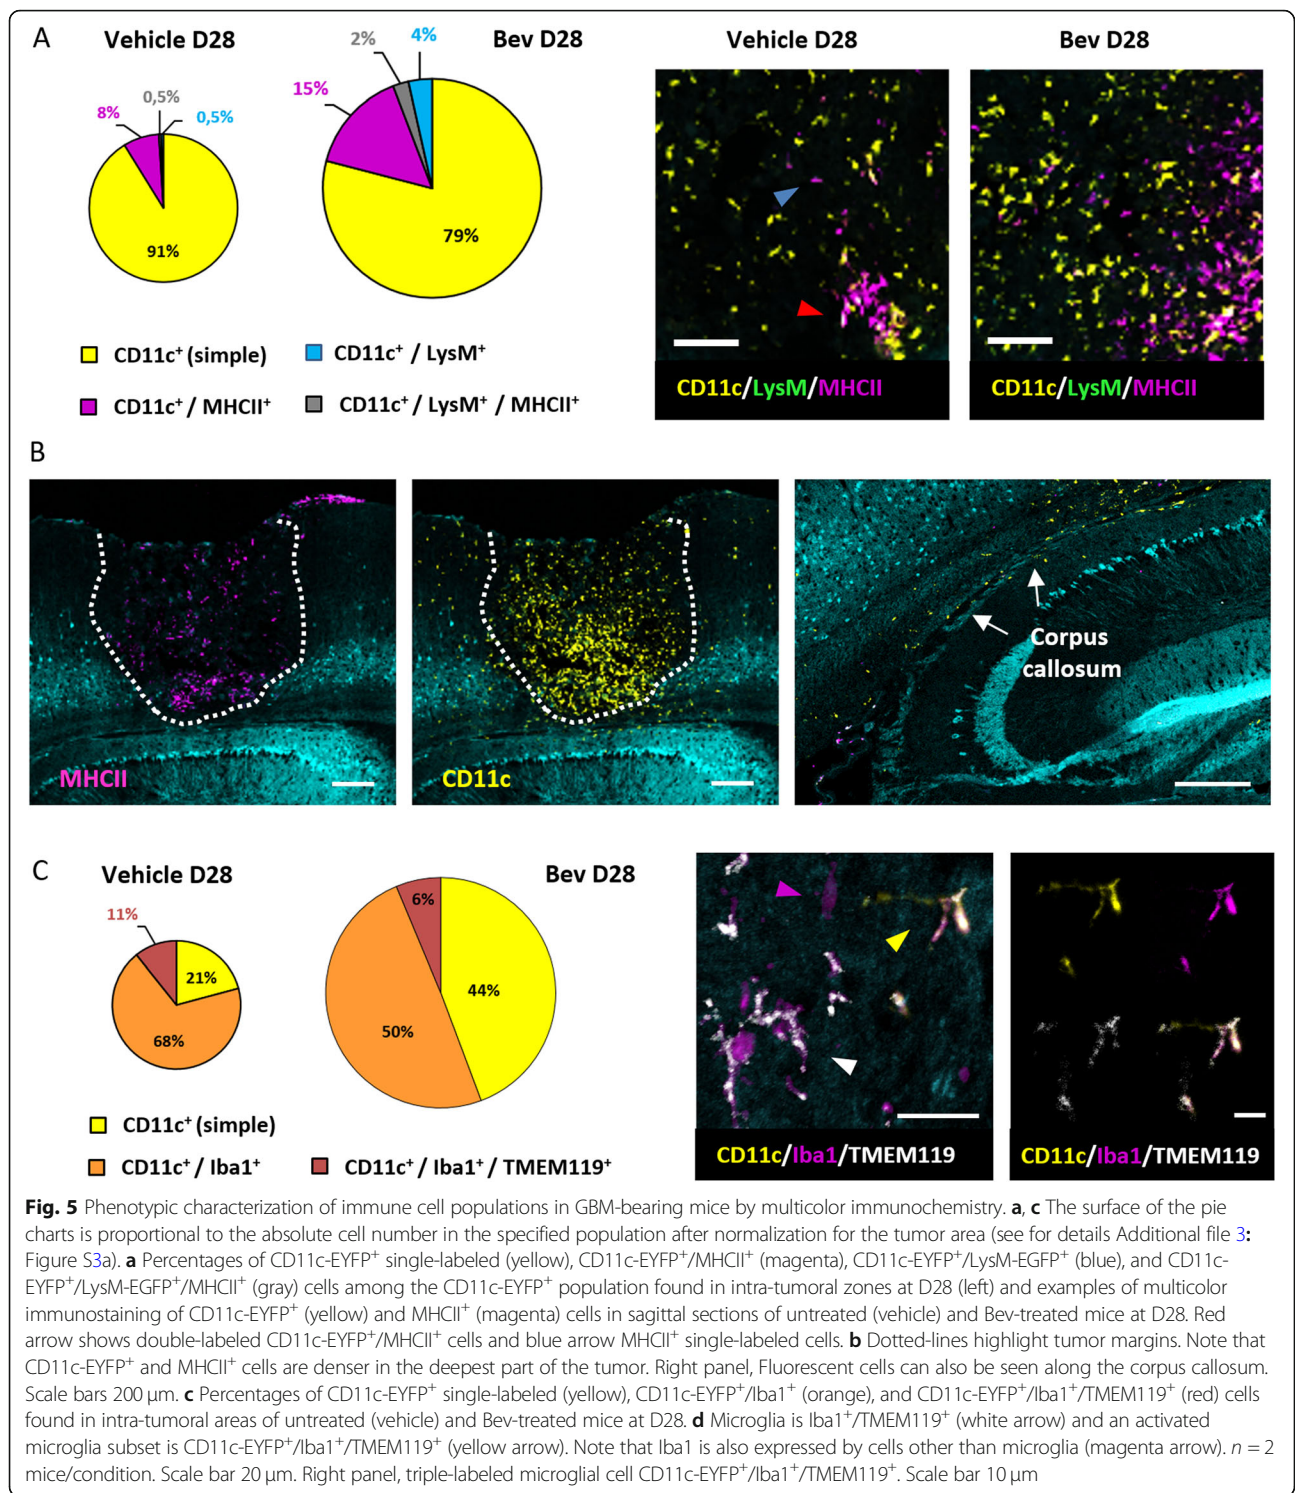 A
Vehicle D28
Bev D28
Vehicle D28
Bev D28
8%
0,5%
0,5%
91%
15%
2%
4%
79%
CD11c⁺ (simple)
CD11c⁺ / LysM⁺
CD11c⁺ / MHCII⁺
CD11c⁺ / LysM⁺ / MHCII⁺
CD11c/LysM/MHCII
CD11c/LysM/MHCII
B
MHCII
CD11c
Corpus
callosum
C
Vehicle D28
Bev D28
11%
21%
68%
6%
44%
50%
CD11c⁺ (simple)
CD11c⁺ / Iba1⁺
CD11c⁺ / Iba1⁺ / TMEM119⁺
CD11c/Iba1/TMEM119
CD11c/Iba1/TMEM119
Fig. 5 Phenotypic characterization of immune cell populations in GBM-bearing mice by multicolor immunochemistry. a, c The surface of the pie
charts is proportional to the absolute cell number in the specified population after normalization for the tumor area (see for details Additional file 3:
Figure S3a). a Percentages of CD11c-EYFP⁺ single-labeled (yellow), CD11c-EYFP⁺/MHCII⁺ (magenta), CD11c-EYFP⁺/LysM-EGFP⁺ (blue), and CD11c-
EYFP⁺/LysM-EGFP⁺/MHCII⁺ (gray) cells among the CD11c-EYFP⁺ population found in intra-tumoral zones at D28 (left) and examples of multicolor
immunostaining of CD11c-EYFP⁺ (yellow) and MHCII⁺ (magenta) cells in sagittal sections of untreated (vehicle) and Bev-treated mice at D28. Red
arrow shows double-labeled CD11c-EYFP⁺/MHCII⁺ cells and blue arrow MHCII⁺ single-labeled cells. b Dotted-lines highlight tumor margins. Note that
CD11c-EYFP⁺ and MHCII⁺ cells are denser in the deepest part of the tumor. Right panel, Fluorescent cells can also be seen along the corpus callosum.
Scale bars 200 μm. c Percentages of CD11c-EYFP⁺ single-labeled (yellow), CD11c-EYFP⁺/Iba1⁺ (orange), and CD11c-EYFP⁺/Iba1⁺/TMEM119⁺ (red) cells
found in intra-tumoral areas of untreated (vehicle) and Bev-treated mice at D28. d Microglia is Iba1⁺/TMEM119⁺ (white arrow) and an activated
microglia subset is CD11c-EYFP⁺/Iba1⁺/TMEM119⁺ (yellow arrow). Note that Iba1 is also expressed by cells other than microglia (magenta arrow). n = 2
mice/condition. Scale bar 20 μm. Right panel, triple-labeled microglial cell CD11c-EYFP⁺/Iba1⁺/TMEM119⁺. Scale bar 10 μm